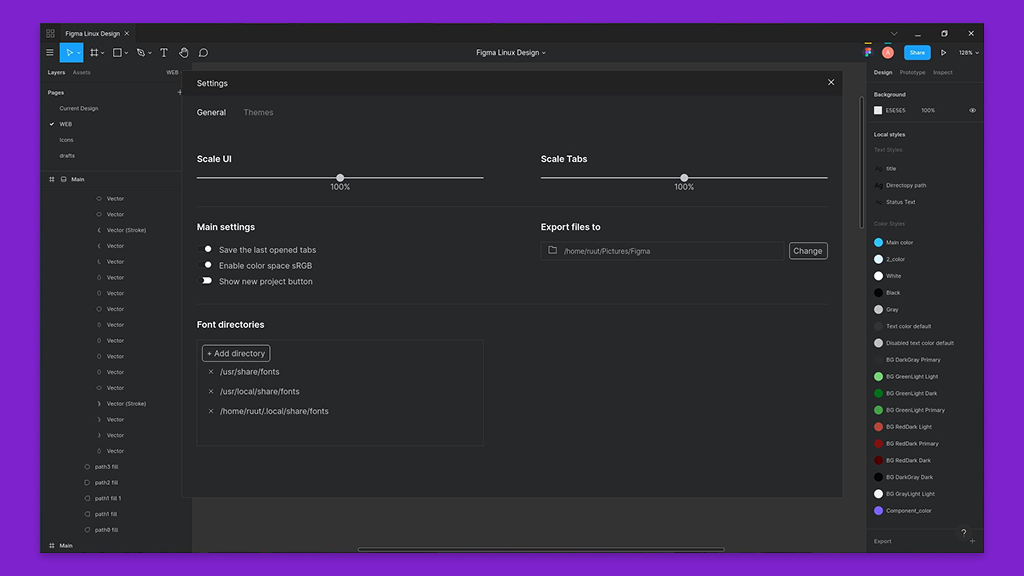 Figma Linux Design
Figma Linux Design
Share
128%
Layers
Assets
WEB
Design
Prototype
Inspect
Pages
Current Design
WEB
Icons
drafts
Main
Vector
Vector
Vector (Stroke)
Vector
Vector
Vector
Vector
Vector
Vector
Vector
Vector
Vector
Vector
Vector (Stroke)
Vector
Vector
Vector
path3 fill
path2 fill
path1 fill 1
path1 fill
path0 fill
Main
Settings
General
Themes
Scale UI
100%
Scale Tabs
100%
Main settings
Save the last opened tabs
Enable color space sRGB
Show new project button
Export files to
/home/ruut/Pictures/Figma
Change
Font directories
+ Add directory
/usr/share/fonts
/usr/local/share/fonts
/home/ruut/.local/share/fonts
Background
E5E5E5
100%
Local styles
Text Styles
Ag title
Ag Dirrectopy path
Ag Status Text
Color Styles
Main color
2_color
White
Black
Gray
Text color default
Disabled text color default
BG DarkGray Primary
BG GreenLight Light
BG GreenLight Dark
BG GreenLight Primary
BG RedDark Light
BG RedDark Primary
BG RedDark Dark
BG DarkGray Dark
BG GrayLight Light
Component_color
Export
?